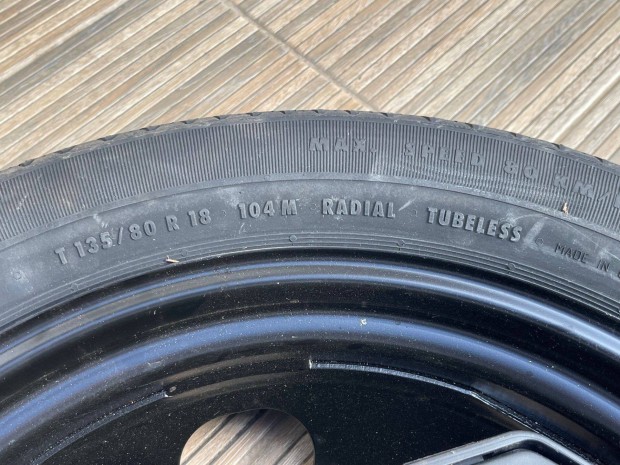 MAX. SPEED 80 KM
T 135/80 R 18 104 M RADIAL TUBELESS MADE IN